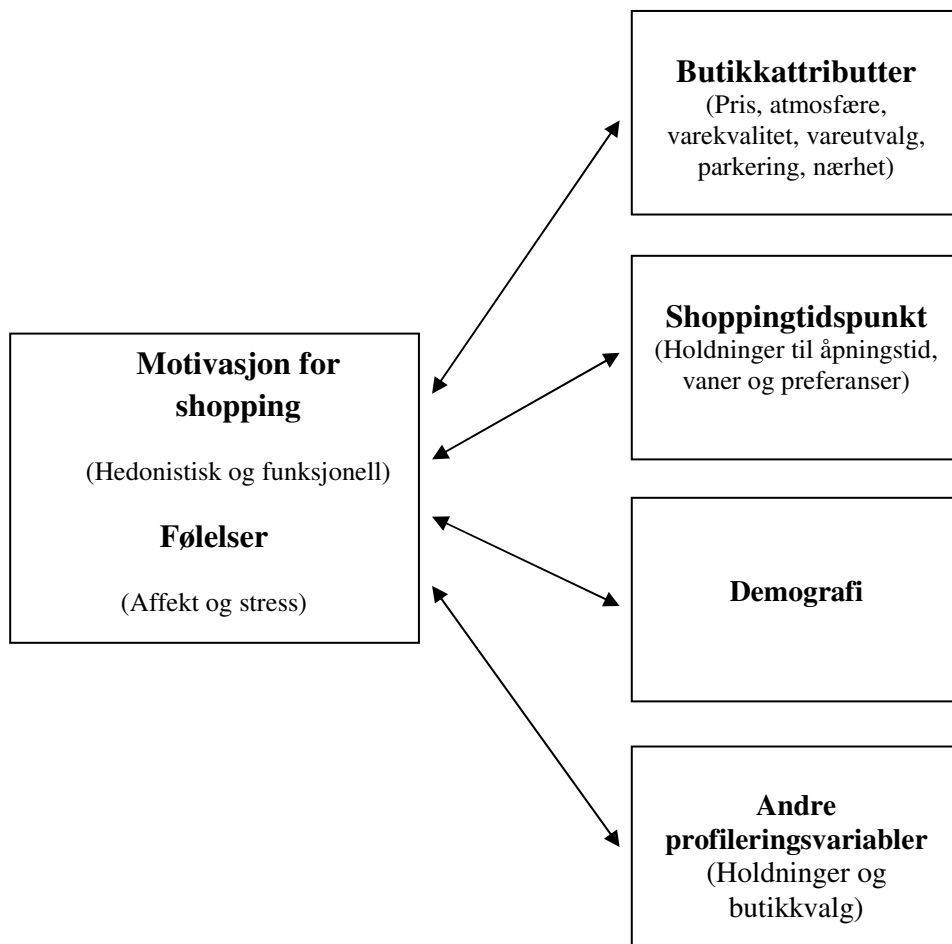 Motivasjon for
shopping
(Hedonistisk og funksjonell)
Følelser
(Affekt og stress)
Butikkattributter
(Pris, atmosfære,
varekvalitet, vareutvalg,
parkering, nærhet)
Shoppingtidspunkt
(Holdninger til åpningstid,
vaner og preferanser)
Demografi
Andre
profileringsvariabler
(Holdninger og
butikkvalg)